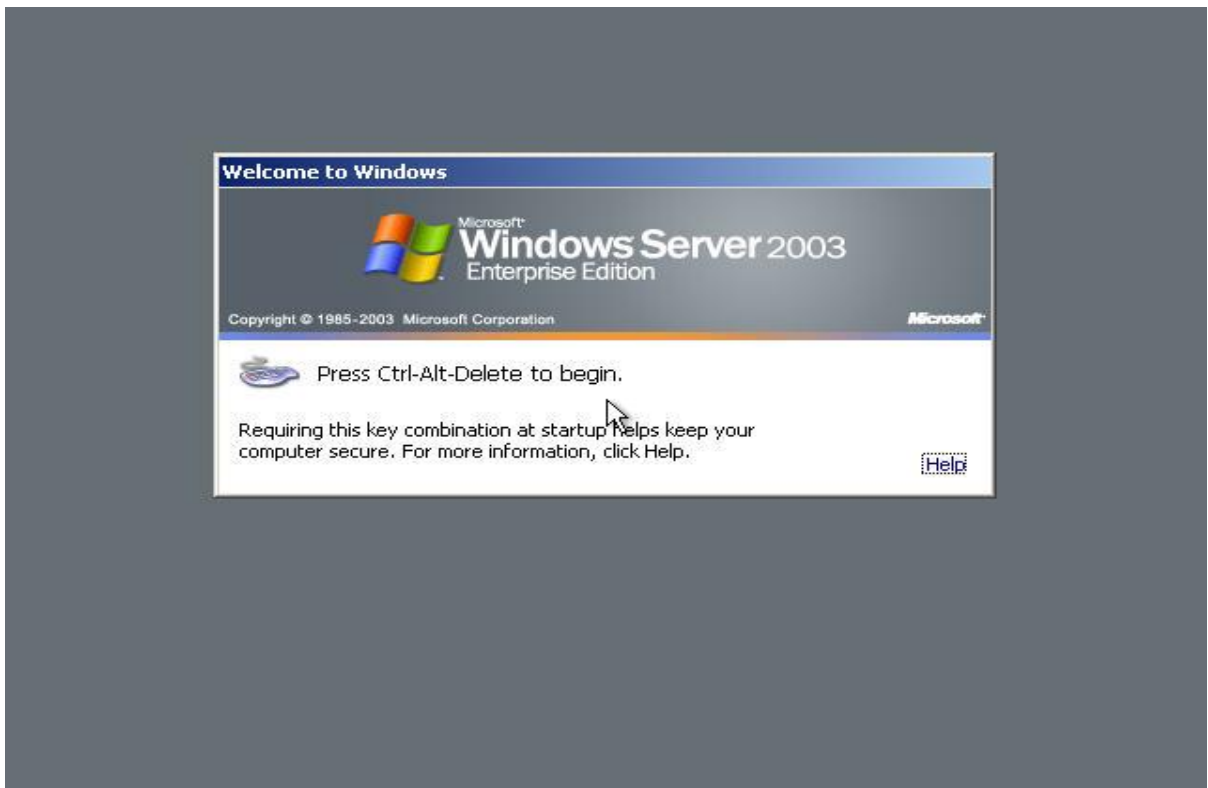 Welcome to Windows
Microsoft®
Windows Server 2003
Enterprise Edition
Copyright © 1985-2003 Microsoft Corporation
Microsoft®
Press Ctrl-Alt-Delete to begin.
Requiring this key combination at startup helps keep your
computer secure. For more information, click Help.
Help